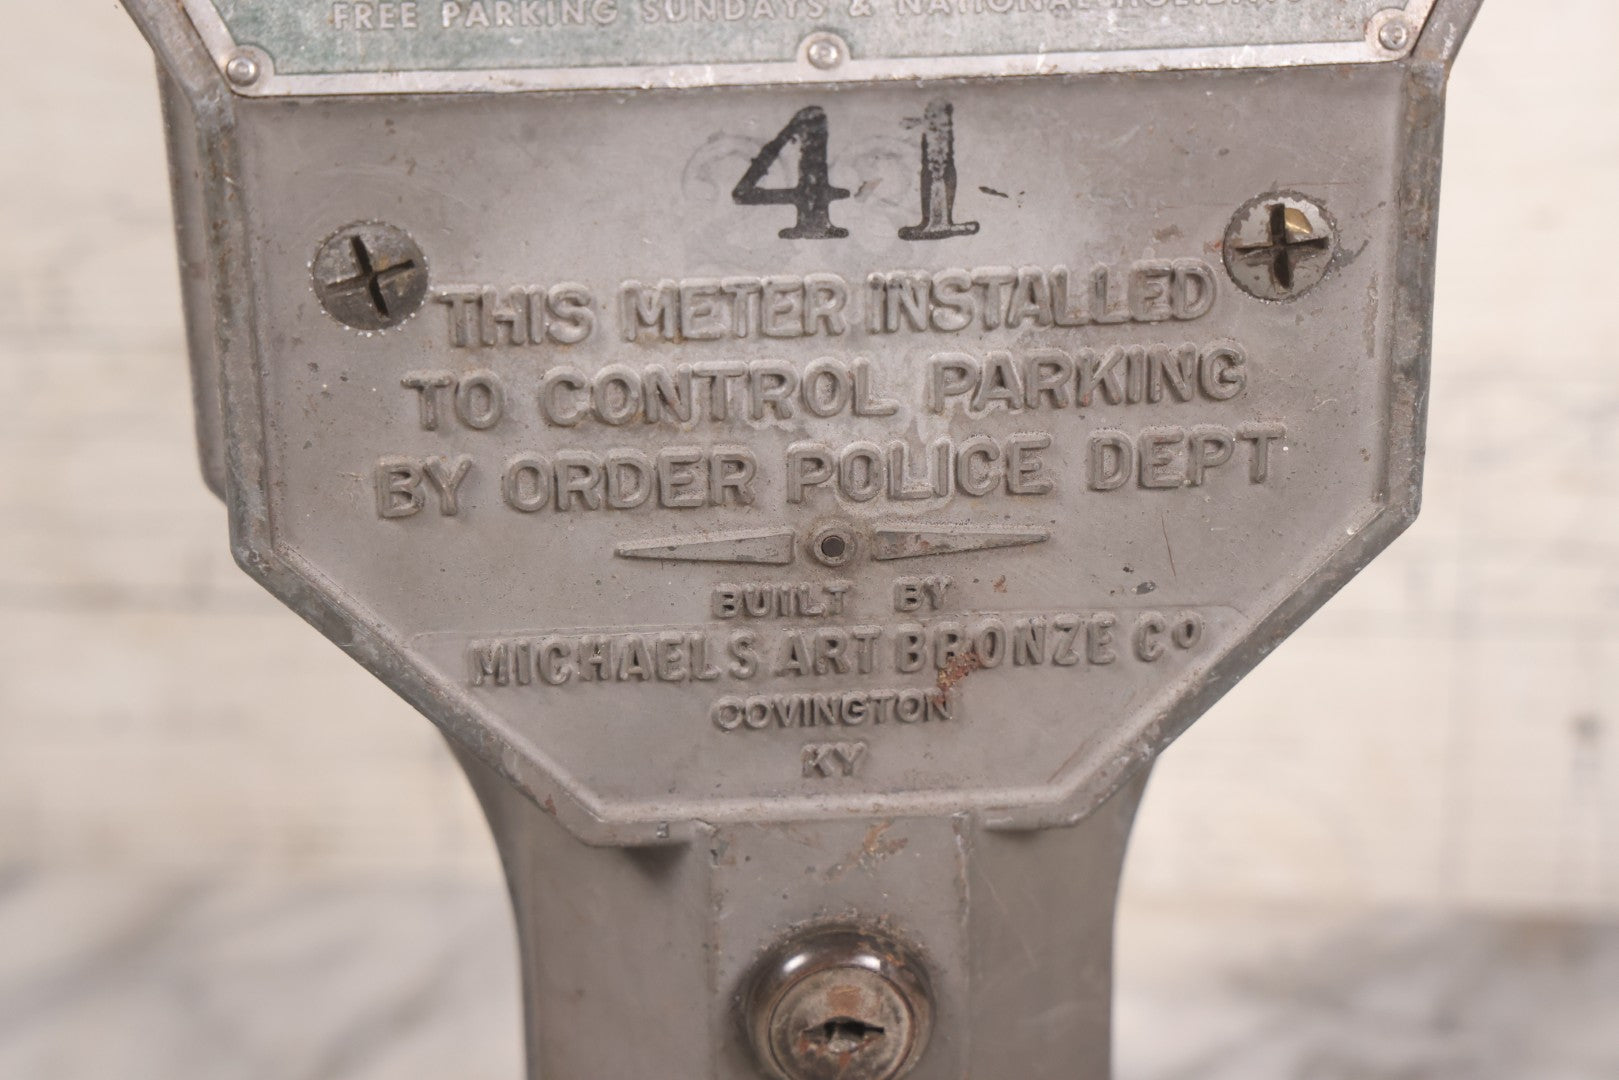 FREE PARKING SUNDAYS & NATIONAL HOLIDAYS
41
THIS METER INSTALLED
TO CONTROL PARKING
BY ORDER POLICE DEPT
BUILT BY
MICHAELS ART BRONZE CO
COVINGTON
KY